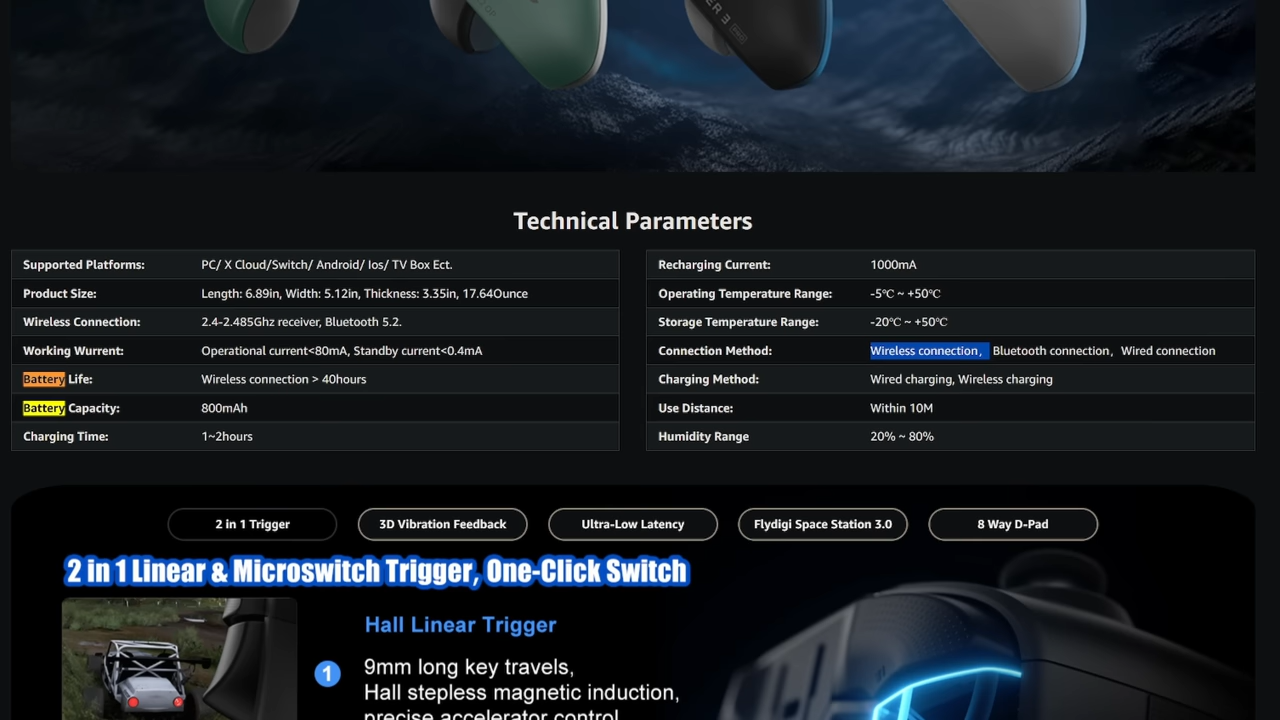 ER 3
Technical Parameters
Supported Platforms: PC/ X Cloud/Switch/ Android/ Ios/ TV Box Ect.
Product Size: Length: 6.89in, Width: 5.12in, Thickness: 3.35in, 17.64Ounce
Wireless Connection: 2.4-2.485Ghz receiver, Bluetooth 5.2.
Working Wurrent: Operational current<80mA, Standby current<0.4mA
Battery Life: Wireless connection > 40hours
Battery Capacity: 800mAh
Charging Time: 1~2hours
Recharging Current: 1000mA
Operating Temperature Range: -5℃ ~ +50℃
Storage Temperature Range: -20℃ ~ +50℃
Connection Method: Wireless connection，Bluetooth connection，Wired connection
Charging Method: Wired charging, Wireless charging
Use Distance: Within 10M
Humidity Range 20% ~ 80%
2 in 1 Trigger
3D Vibration Feedback
Ultra-Low Latency
Flydigi Space Station 3.0
8 Way D-Pad
2 in 1 Linear & Microswitch Trigger, One-Click Switch
Hall Linear Trigger
1
9mm long key travels,
Hall stepless magnetic induction,
precise accelerator control